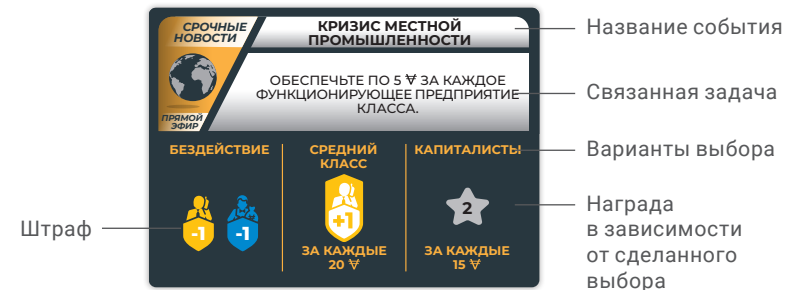 СРОЧНЫЕ
НОВОСТИ
КРИЗИС МЕСТНОЙ
ПРОМЫШЛЕННОСТИ
Название события
ОБЕСПЕЧЬТЕ ПО 5 ₩ ЗА КАЖДОЕ
ФУНКЦИОНИРУЮЩЕЕ ПРЕДПРИЯТИЕ
КЛАССА.
Связанная задача
ПРЯМОЙ
ЭФИР
БЕЗДЕЙСТВИЕ
СРЕДНИЙ
КЛАСС
КАПИТАЛИСТЫ
Варианты выбора
Штраф
-1
-1
+1
2
ЗА КАЖДЫЕ
20 ₩
ЗА КАЖДЫЕ
15 ₩
Награда
в зависимости
от сделанного
выбора